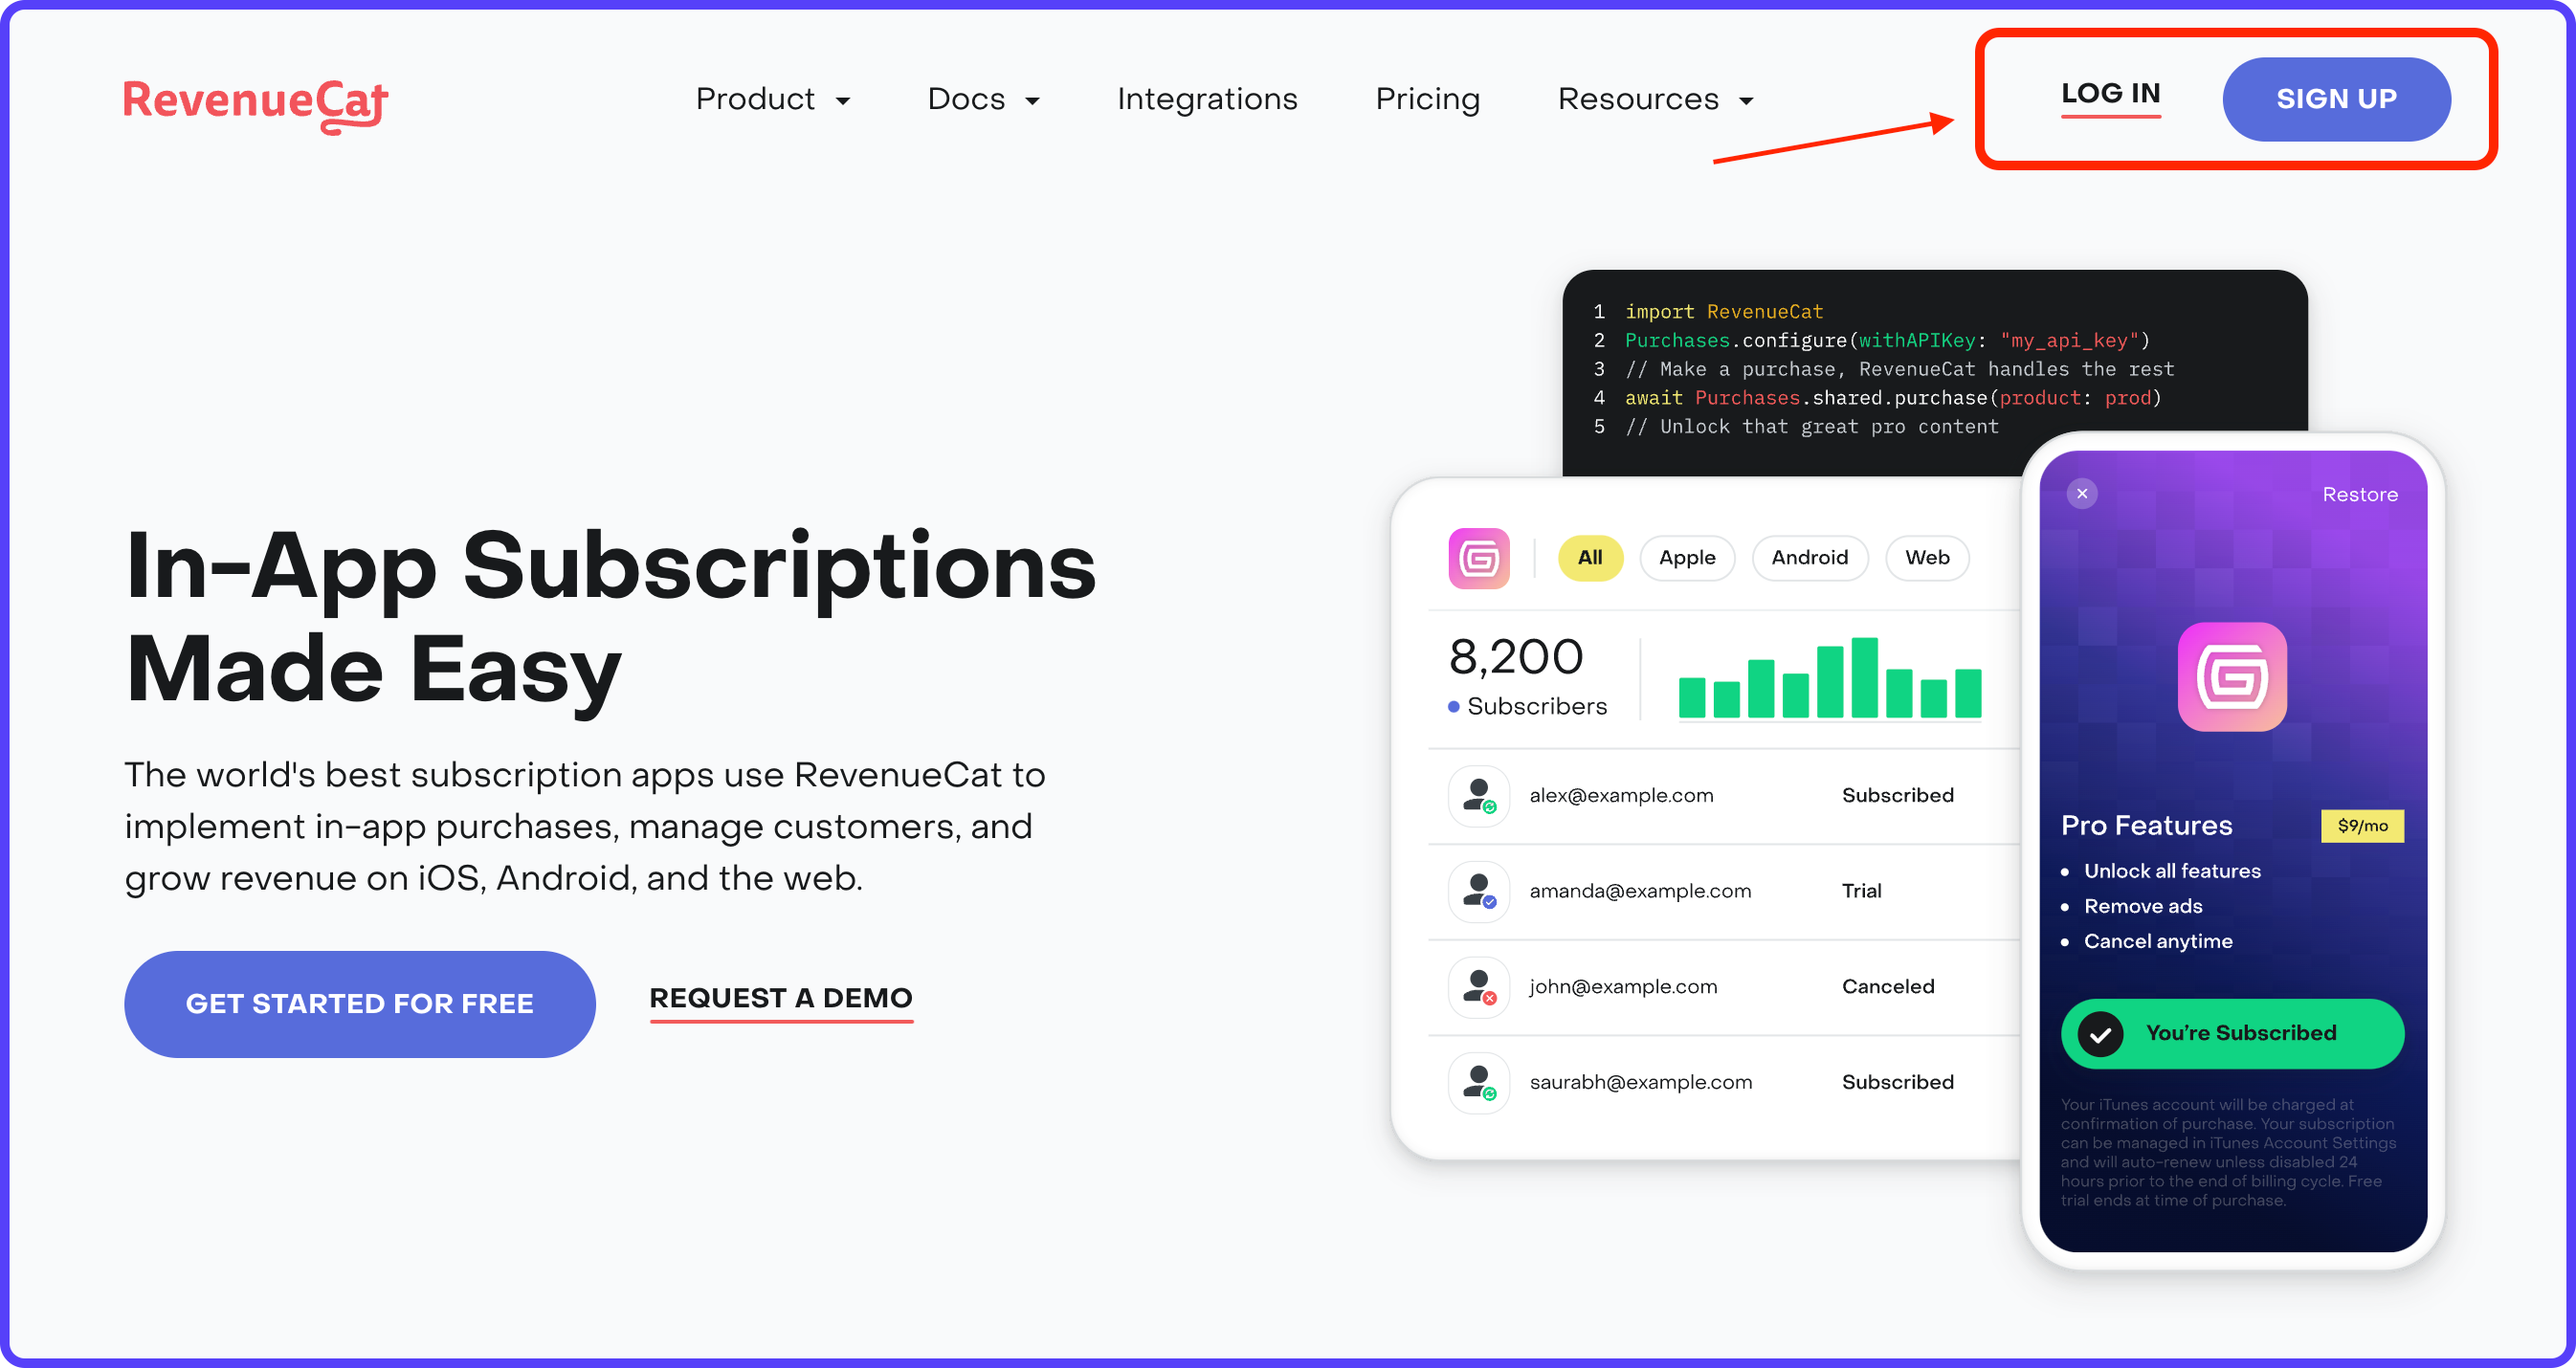 RevenueCat
Product
Docs
Integrations
Pricing
Resources
LOG IN
SIGN UP
In-App Subscriptions
Made Easy
The world's best subscription apps use RevenueCat to
implement in-app purchases, manage customers, and
grow revenue on iOS, Android, and the web.
GET STARTED FOR FREE
REQUEST A DEMO
1 import RevenueCat
2 Purchases.configure(withAPIKey: "my_api_key")
3 // Make a purchase, RevenueCat handles the rest
4 await Purchases.shared.purchase(product: prod)
5 // Unlock that great pro content
All
Apple
Android
Web
8,200
Subscribers
alex@example.com Subscribed
amanda@example.com Trial
john@example.com Canceled
saurabh@example.com Subscribed
Restore
Pro Features
$9/mo
• Unlock all features
• Remove ads
• Cancel anytime
You're Subscribed
Your iTunes account will be charged at
confirmation of purchase. Your subscription
can be managed in iTunes Account Settings
and will auto-renew unless disabled 24
hours prior to the end of billing cycle. Free
trial ends at time of purchase.